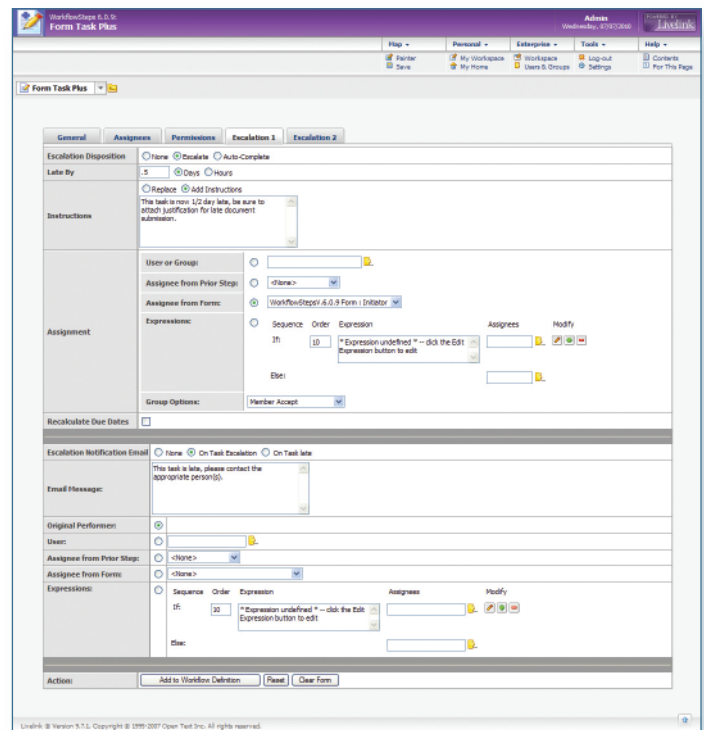 WorkflowSteps 6.0.9:
Form Task Plus
Admin
Wednesday, 07/07/2010
POWERED BY
Livelink
Map Personal Enterprise Tools Help
Painter My Workspace Workspace Log-out Contents
Save My Home Users & Groups Settings For This Page
Form Task Plus
General Assignees Permissions Escalation 1 Escalation 2
Escalation Disposition None Escalate Auto-Complete
Late By .5 Days Hours
Replace Add Instructions
Instructions
This task is now 1/2 day late, be sure to
attach justification for late document
submission.
Assignment
User or Group:
Assignee from Prior Step: <None>
Assignee from Form: WorkflowStepsV.6.0.9 Form : Initiator
Expressions: Sequence Order Expression Assignees Modify
If: 10 * Expression undefined * -- click the Edit
Expression button to edit
Else:
Group Options: Member Accept
Recalculate Due Dates
Escalation Notification Email None On Task Escalation On Task late
Email Message:
This task is late, please contact the
appropriate person(s).
Original Performer:
User:
Assignee from Prior Step: <None>
Assignee from Form: <None>
Expressions: Sequence Order Expression Assignees Modify
If: 10 * Expression undefined * -- click the Edit
Expression button to edit
Else:
Action: Add to Workflow Definition Reset Clear Form
Livelink ® Version 9.7.1, Copyright © 1995-2007 Open Text Inc. All rights reserved.